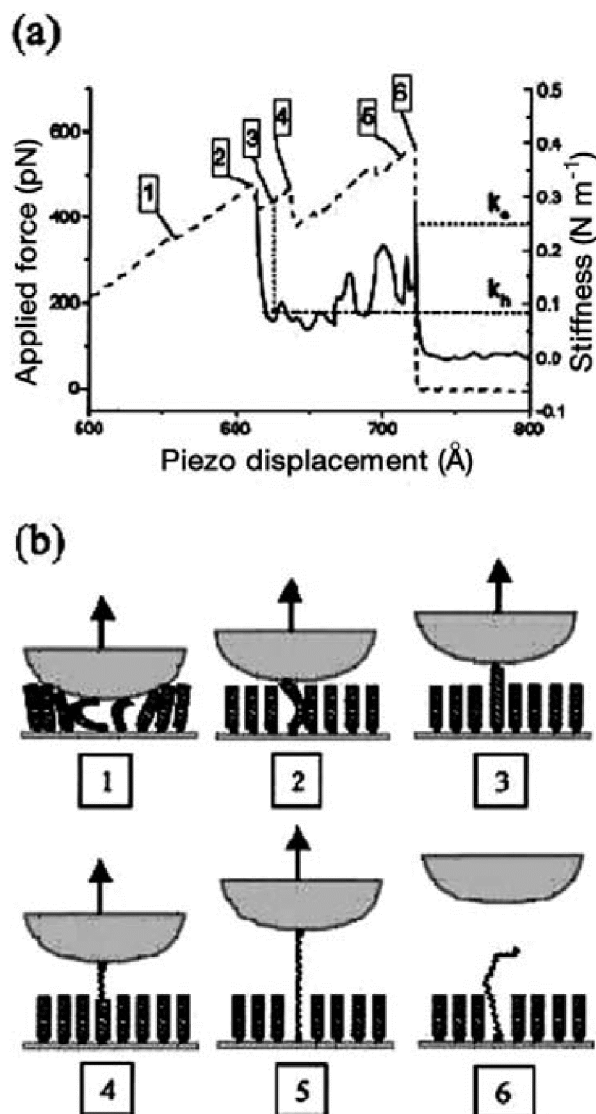 (a)
600
400
200
0
Applied force (pN)
1
2
3
4
5
6
kₑ
kₕ
0.5
0.4
0.3
0.2
0.1
0.0
-0.1
Stiffness (N m⁻¹)
500 600 700 800
Piezo displacement (Å)
(b)
1 2 3
4 5 6